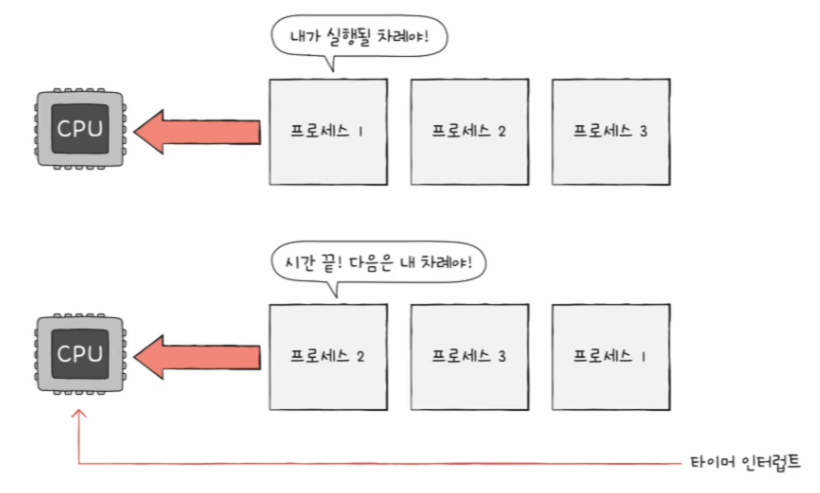 내가 실행될 차례야!
CPU
프로세스 1
프로세스 2
프로세스 3
시간 끝! 다음은 내 차례야!
CPU
프로세스 2
프로세스 3
프로세스 1
타이머 인터럽트